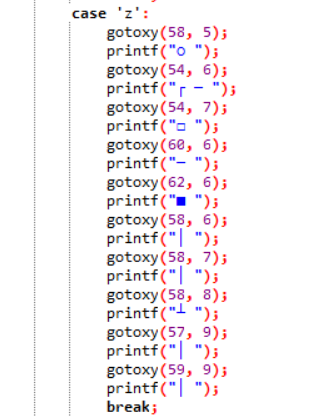 case 'z':
gotoxy(58, 5);
printf("○ ");
gotoxy(54, 6);
printf("┌ ─ ");
gotoxy(54, 7);
printf("□ ");
gotoxy(60, 6);
printf("─ ");
gotoxy(62, 6);
printf("■ ");
gotoxy(58, 6);
printf("│ ");
gotoxy(58, 7);
printf("│ ");
gotoxy(58, 8);
printf("┴ ");
gotoxy(57, 9);
printf("│ ");
gotoxy(59, 9);
printf("│ ");
break;